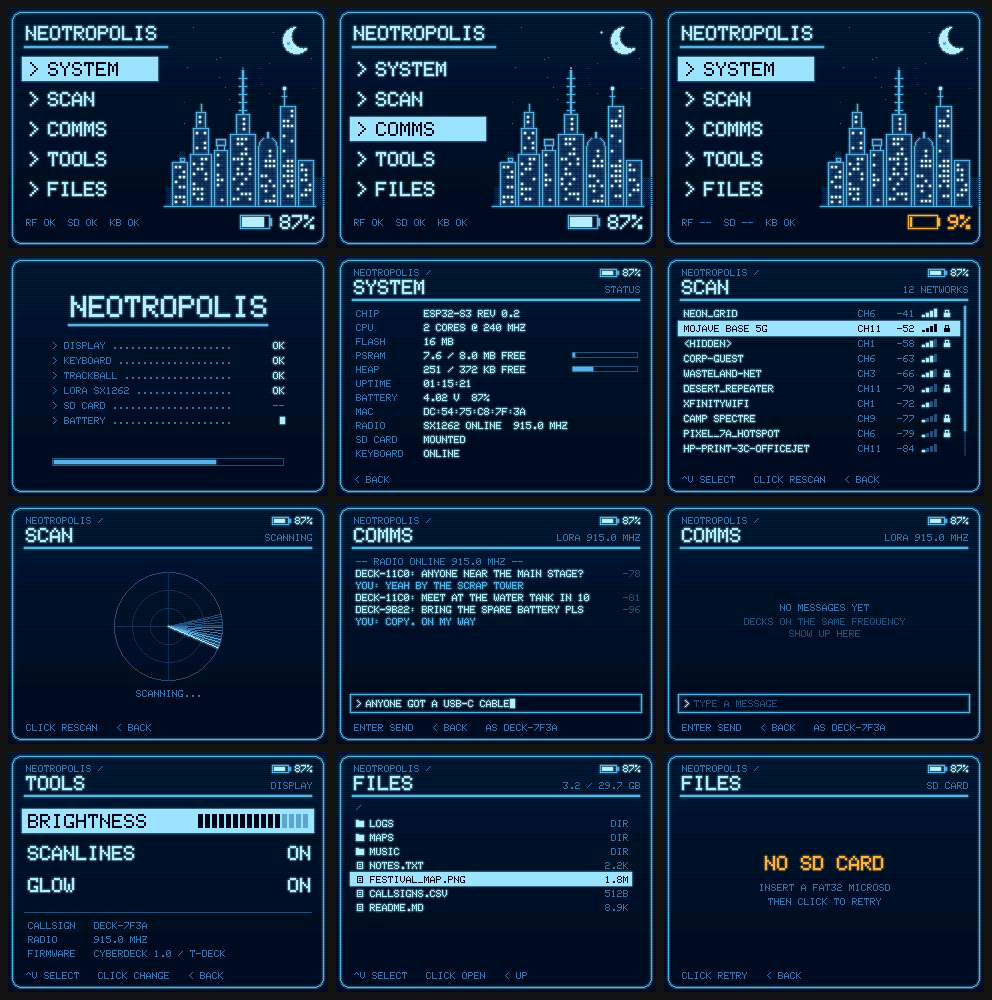 NEOTROPOLIS
> SYSTEM
> SCAN
> COMMS
> TOOLS
> FILES
RF OK SD OK KB OK 87%
NEOTROPOLIS
> SYSTEM
> SCAN
> COMMS
> TOOLS
> FILES
RF OK SD OK KB OK 87%
NEOTROPOLIS
> SYSTEM
> SCAN
> COMMS
> TOOLS
> FILES
RF -- SD -- KB OK 9%
NEOTROPOLIS
> DISPLAY .................. OK
> KEYBOARD ................. OK
> TRACKBALL ................ OK
> LORA SX1262 .............. OK
> SD CARD .................. --
> BATTERY ..................
NEOTROPOLIS / 87%
SYSTEM STATUS
CHIP ESP32-S3 REV 0.2
CPU 2 CORES @ 240 MHZ
FLASH 16 MB
PSRAM 7.6 / 8.0 MB FREE
HEAP 251 / 372 KB FREE
UPTIME 01:15:21
BATTERY 4.02 V 87%
MAC DC:54:75:C8:7F:3A
RADIO SX1262 ONLINE 915.0 MHZ
SD CARD MOUNTED
KEYBOARD ONLINE
< BACK
NEOTROPOLIS / 87%
SCAN 12 NETWORKS
NEON_GRID CH6 -41
MOJAVE BASE 5G CH11 -52
<HIDDEN> CH1 -58
CORP-GUEST CH6 -63
WASTELAND-NET CH3 -66
DESERT_REPEATER CH11 -70
XFINITYWIFI CH1 -72
CAMP SPECTRE CH9 -77
PIXEL_7A_HOTSPOT CH6 -79
HP-PRINT-3C-OFFICEJET CH11 -84
^V SELECT CLICK RESCAN < BACK
NEOTROPOLIS / 87%
SCAN SCANNING
SCANNING...
CLICK RESCAN < BACK
NEOTROPOLIS / 87%
COMMS LORA 915.0 MHZ
-- RADIO ONLINE 915.0 MHZ --
DECK-11C0: ANYONE NEAR THE MAIN STAGE? -78
YOU: YEAH BY THE SCRAP TOWER
DECK-11C0: MEET AT THE WATER TANK IN 10 -81
DECK-9B22: BRING THE SPARE BATTERY PLS -96
YOU: COPY. ON MY WAY
> ANYONE GOT A USB-C CABLE
ENTER SEND < BACK AS DECK-7F3A
NEOTROPOLIS / 87%
COMMS LORA 915.0 MHZ
NO MESSAGES YET
DECKS ON THE SAME FREQUENCY
SHOW UP HERE
> TYPE A MESSAGE
ENTER SEND < BACK AS DECK-7F3A
NEOTROPOLIS / 87%
TOOLS DISPLAY
BRIGHTNESS
SCANLINES ON
GLOW ON
CALLSIGN DECK-7F3A
RADIO 915.0 MHZ
FIRMWARE CYBERDECK 1.0 / T-DECK
^V SELECT CLICK CHANGE < BACK
NEOTROPOLIS / 87%
FILES 3.2 / 29.7 GB
/
LOGS DIR
MAPS DIR
MUSIC DIR
NOTES.TXT 2.2K
FESTIVAL_MAP.PNG 1.8M
CALLSIGNS.CSV 512B
README.MD 8.9K
^V SELECT CLICK OPEN < UP
NEOTROPOLIS / 87%
FILES SD CARD
NO SD CARD
INSERT A FAT32 MICROSD
THEN CLICK TO RETRY
CLICK RETRY < BACK